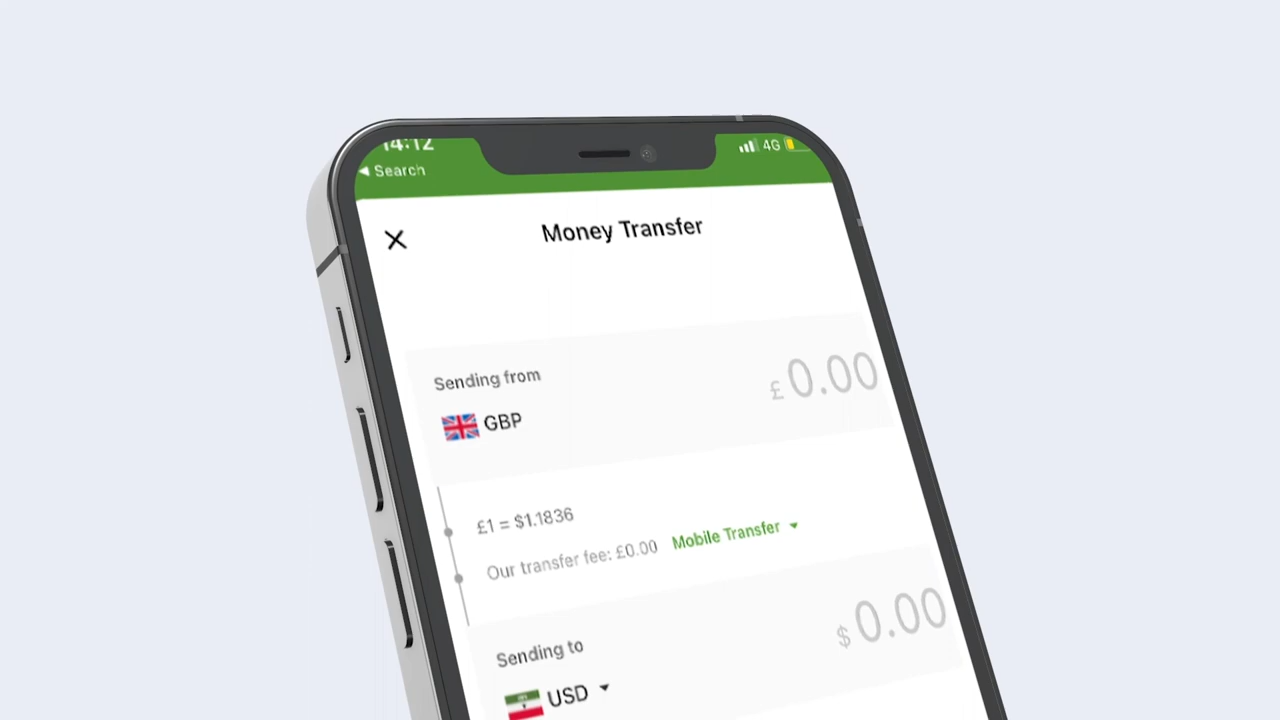 14:12
4G
◀ Search
Money Transfer
Sending from
£0.00
GBP
£1 = $1.1836
Our transfer fee: £0.00 Mobile Transfer
Sending to
$0.00
USD